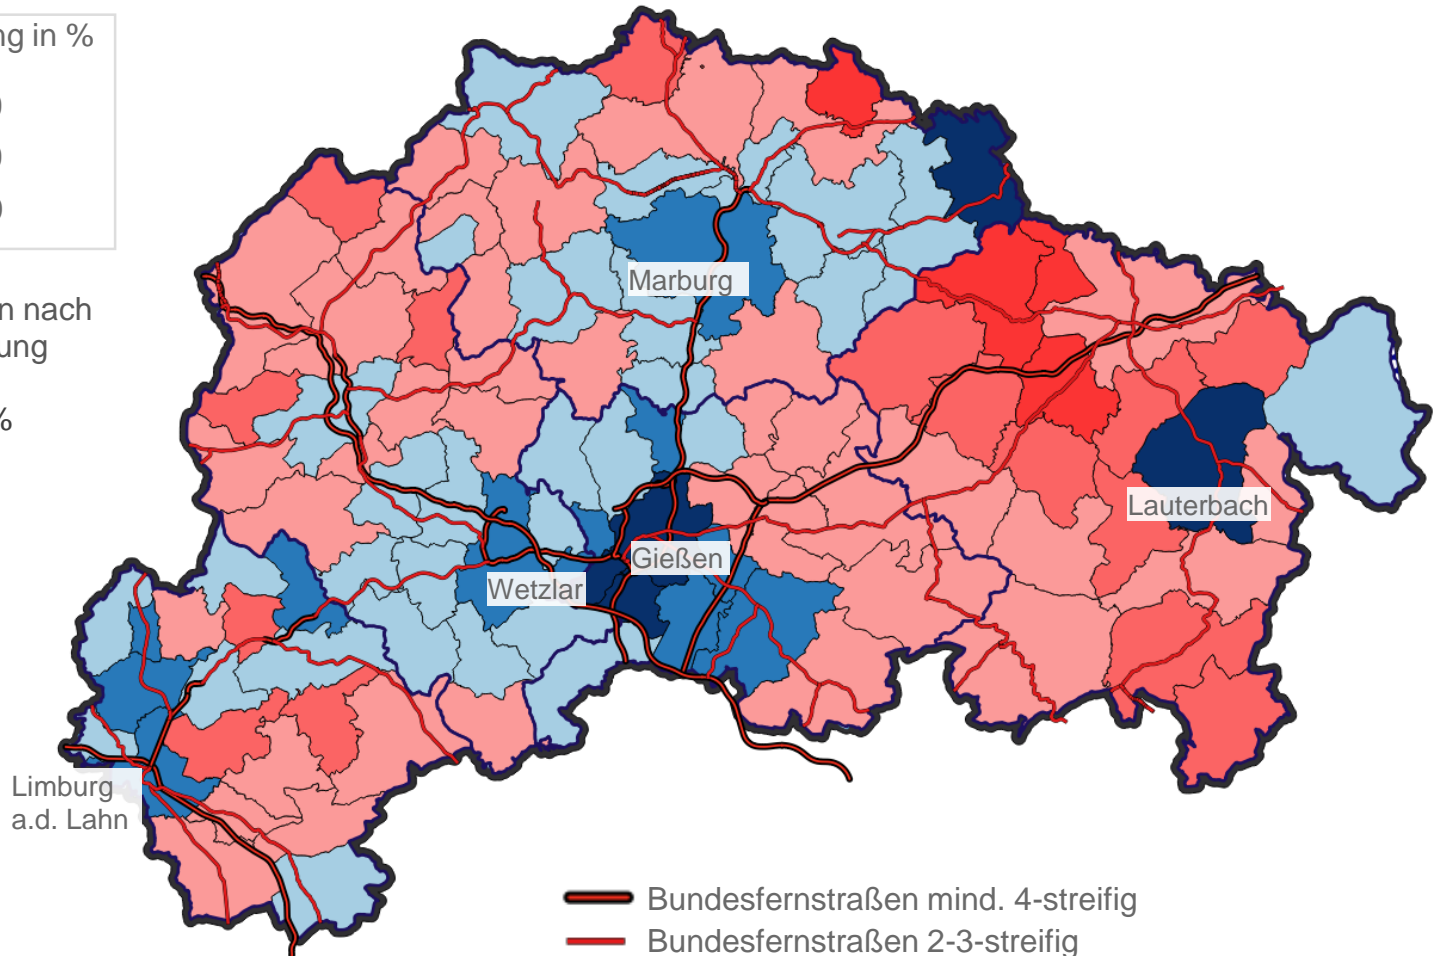 ng in %
)
)
)
n nach
ung
%
Marburg
Lauterbach
Gießen
Wetzlar
Limburg
a.d. Lahn
Bundesfernstraßen mind. 4-streifig
Bundesfernstraßen 2-3-streifig